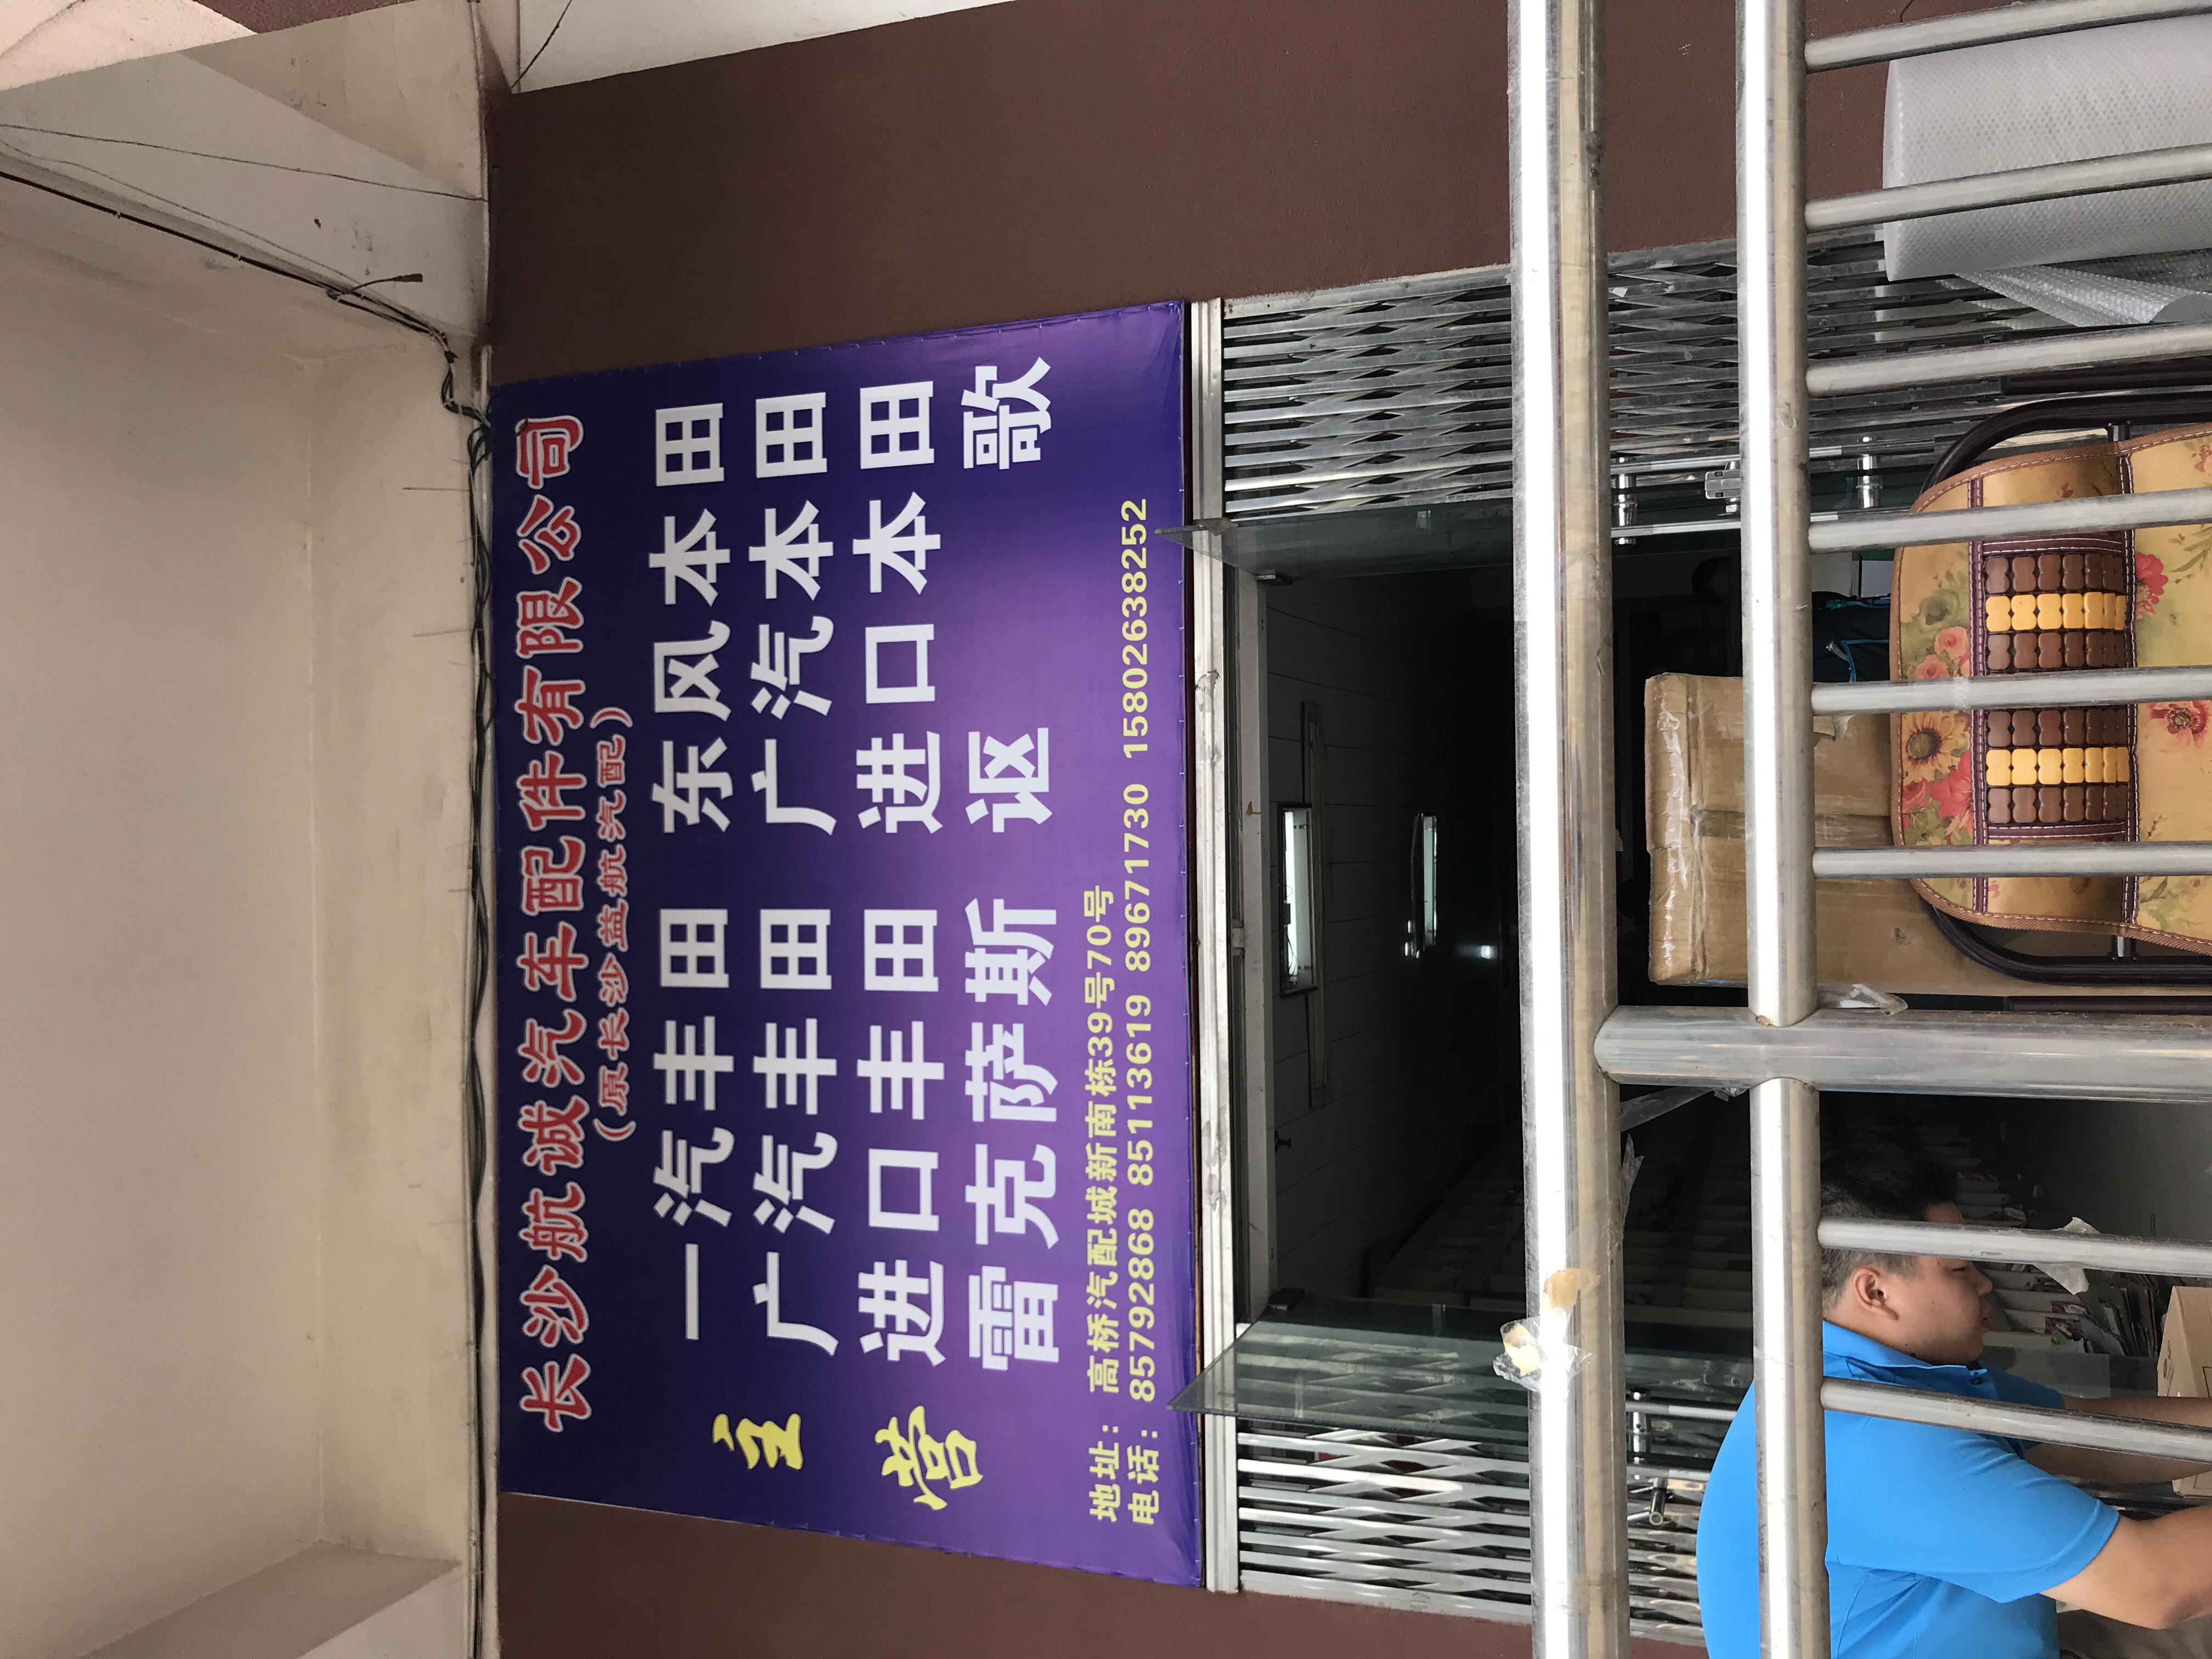 长沙航诚汽车配件有限公司
(原长沙益航汽配)
主营
一汽丰田 东风本田
广汽丰田 广汽本田
进口丰田 进口本田
雷克萨斯 讴歌
地址: 高桥汽配城新南栋39号70号
电话: 85792868 85113619 89671730 15802638252